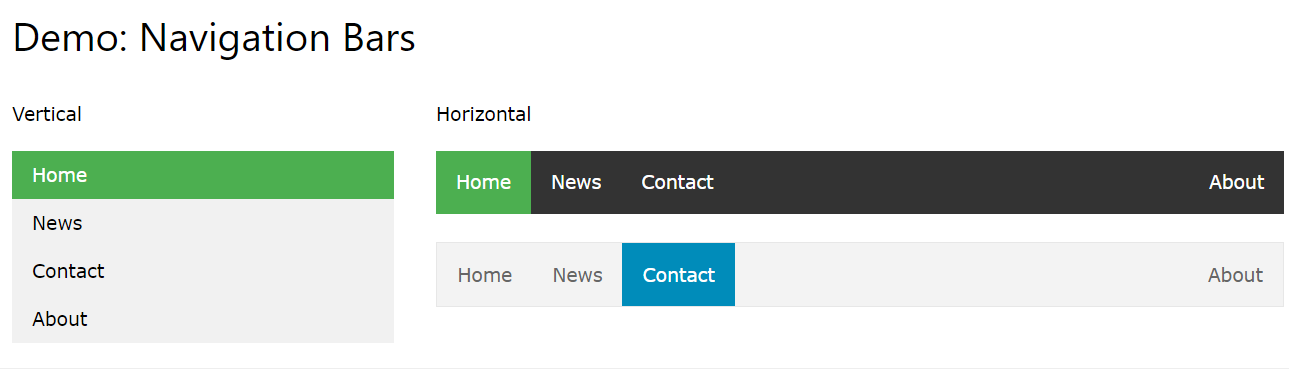 Demo: Navigation Bars
Vertical
Home
News
Contact
About
Horizontal
Home News Contact About
Home News Contact About